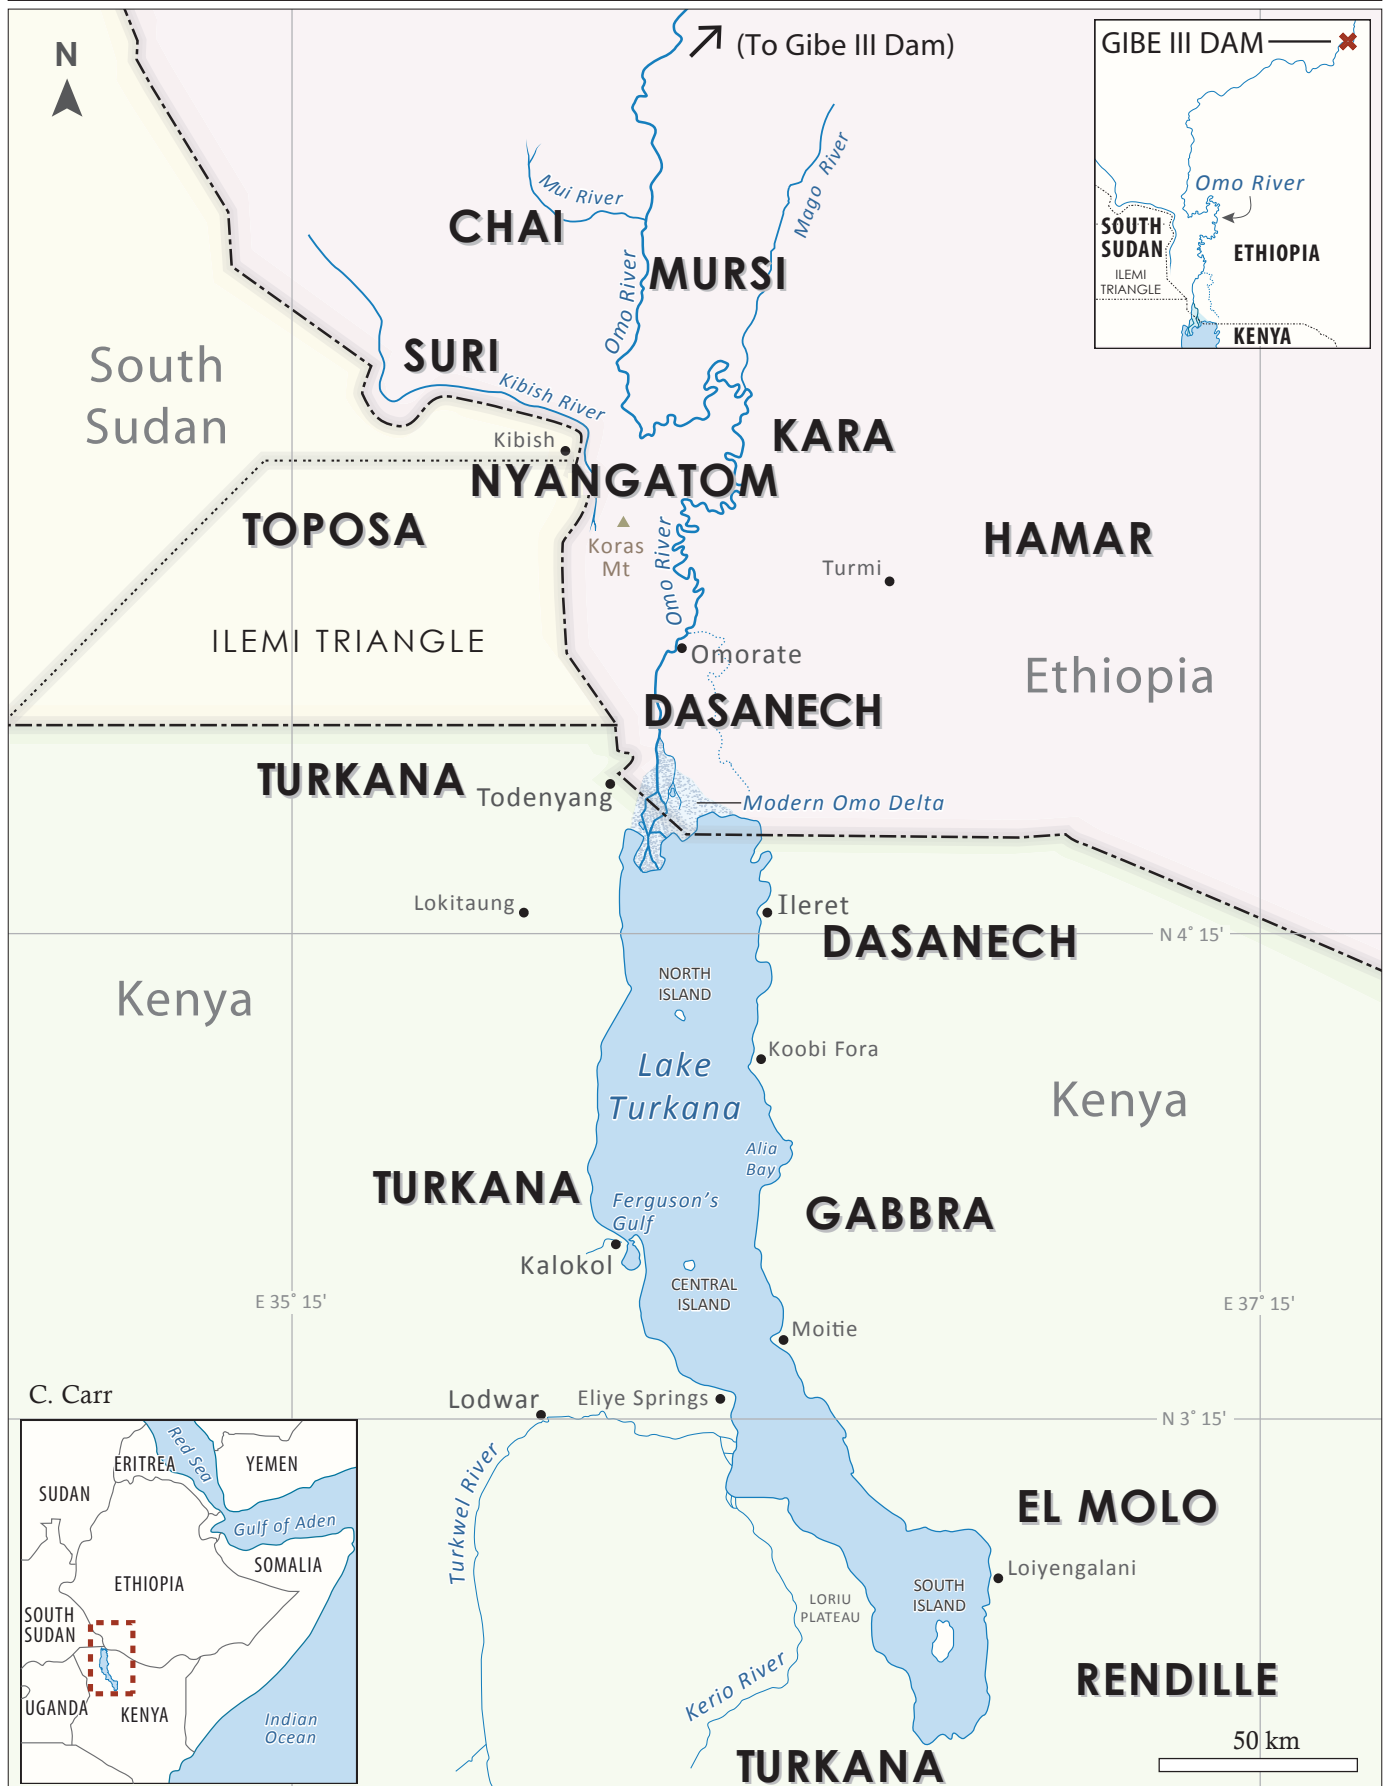 N
(To Gibe III Dam)
GIBE III DAM
Omo River
SOUTH
SUDAN
ETHIOPIA
ILEMI
TRIANGLE
KENYA
Mui River
Mago River
CHAI
MURSI
Omo River
SURI
South
Sudan
Kibish River
Kibish
KARA
NYANGATOM
TOPOSA
Koras
Mt
Omo River
HAMAR
Turmi
ILEMI TRIANGLE
Omorate
Ethiopia
DASANECH
TURKANA
Todenyang
Modern Omo Delta
Lokitaung
Ileret
DASANECH
N 4° 15'
NORTH
ISLAND
Kenya
Koobi Fora
Lake
Turkana
Kenya
Alia
Bay
TURKANA
Ferguson's
Gulf
GABBRA
Kalokol
CENTRAL
ISLAND
E 35° 15'
E 37° 15'
Moitie
C. Carr
Lodwar
Eliye Springs
N 3° 15'
Turkwel River
EL MOLO
Loiyengalani
SOUTH
ISLAND
LORIU
PLATEAU
Kerio River
RENDILLE
TURKANA
50 km
Red Sea
ERITREA
YEMEN
SUDAN
Gulf of Aden
SOMALIA
ETHIOPIA
SOUTH
SUDAN
UGANDA
KENYA
Indian
Ocean